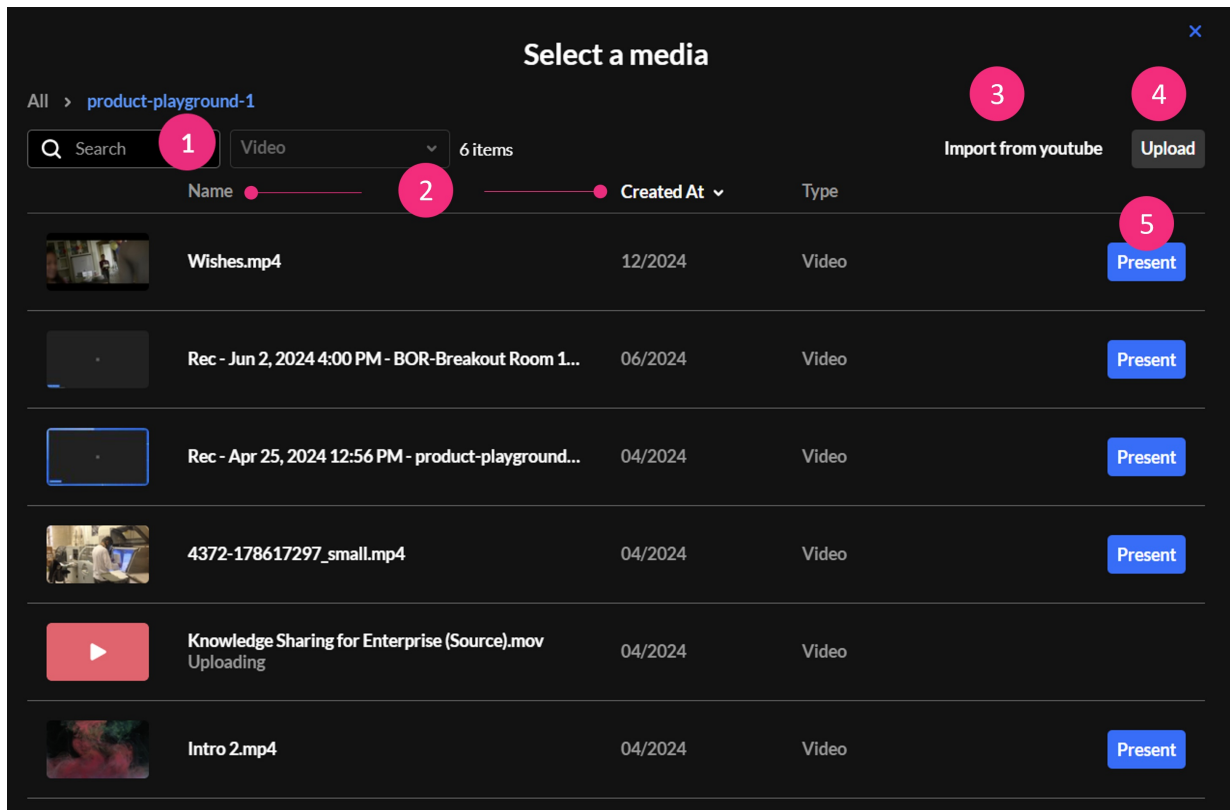 Select a media
All > product-playground-1
3
4
Search
1
Video
6 items
Import from youtube
Upload
Name
2
Created At
Type
5
Wishes.mp4
12/2024
Video
Present
Rec - Jun 2, 2024 4:00 PM - BOR-Breakout Room 1...
06/2024
Video
Present
Rec - Apr 25, 2024 12:56 PM - product-playground...
04/2024
Video
Present
4372-178617297_small.mp4
04/2024
Video
Present
Knowledge Sharing for Enterprise (Source).mov
Uploading
04/2024
Video
Intro 2.mp4
04/2024
Video
Present